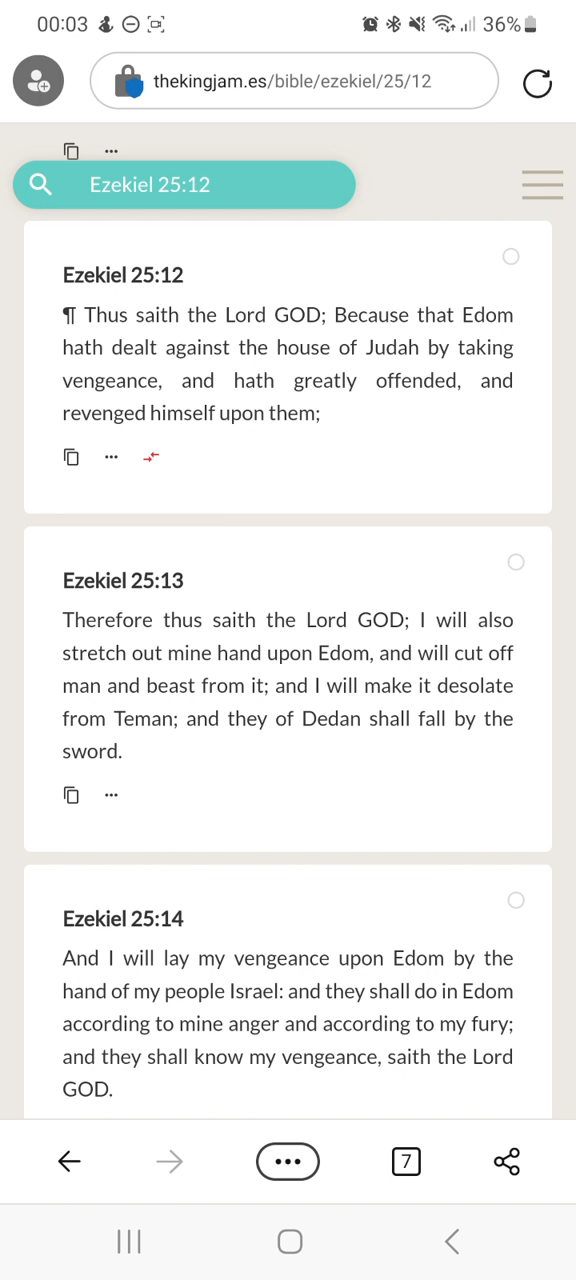 00:03 36%
thekingjam.es/bible/ezekiel/25/12
Ezekiel 25:12
Ezekiel 25:12
¶ Thus saith the Lord GOD; Because that Edom
hath dealt against the house of Judah by taking
vengeance, and hath greatly offended, and
revenged himself upon them;
Ezekiel 25:13
Therefore thus saith the Lord GOD; I will also
stretch out mine hand upon Edom, and will cut off
man and beast from it; and I will make it desolate
from Teman; and they of Dedan shall fall by the
sword.
Ezekiel 25:14
And I will lay my vengeance upon Edom by the
hand of my people Israel: and they shall do in Edom
according to mine anger and according to my fury;
and they shall know my vengeance, saith the Lord
GOD.
7